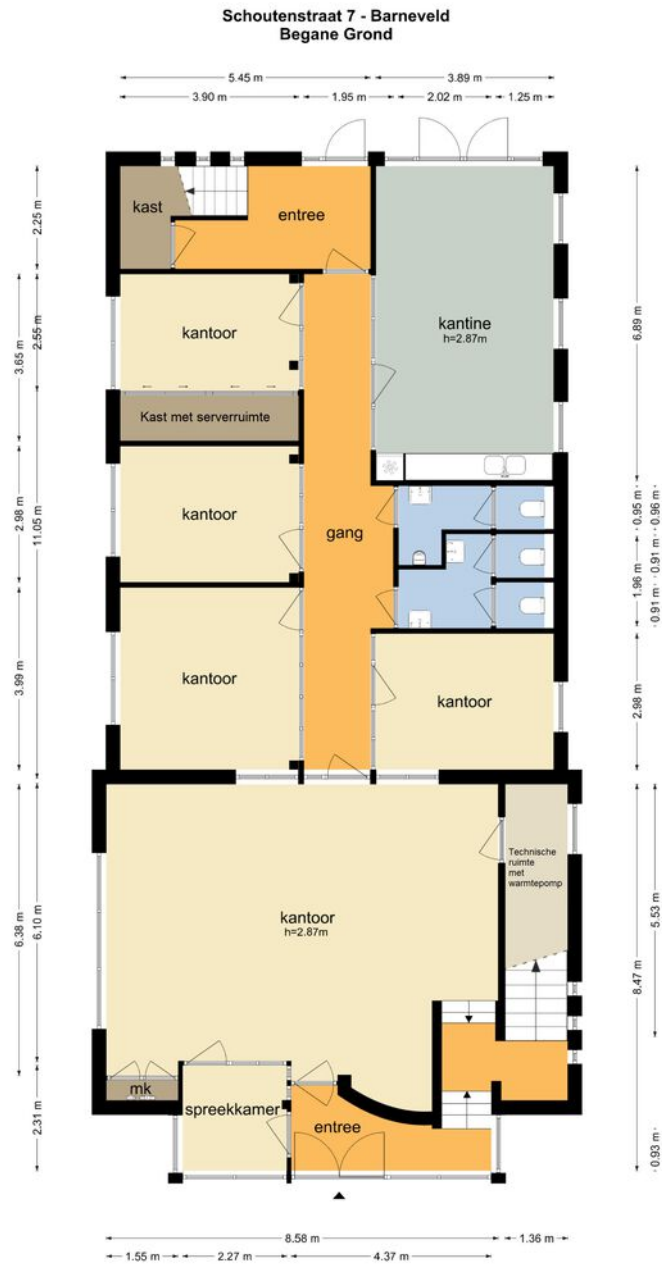 Schoutenstraat 7 - Barneveld
Begane Grond
5.45 m
3.89 m
3.90 m
1.95 m
2.02 m
1.25 m
kast
entree
2.25 m
kantoor
kantine
h=2.87m
6.89 m
3.65 m
2.55 m
Kast met serverruimte
kantoor
gang
2.98 m
11.05 m
0.95 m
0.96 m
1.96 m
0.91 m
0.91 m
kantoor
kantoor
3.99 m
2.98 m
Technische
ruimte
met
warmtepomp
kantoor
h=2.87m
6.38 m
6.10 m
5.53 m
8.47 m
mk
spreekkamer
entree
2.31 m
0.93 m
8.58 m
1.36 m
1.55 m
2.27 m
4.37 m